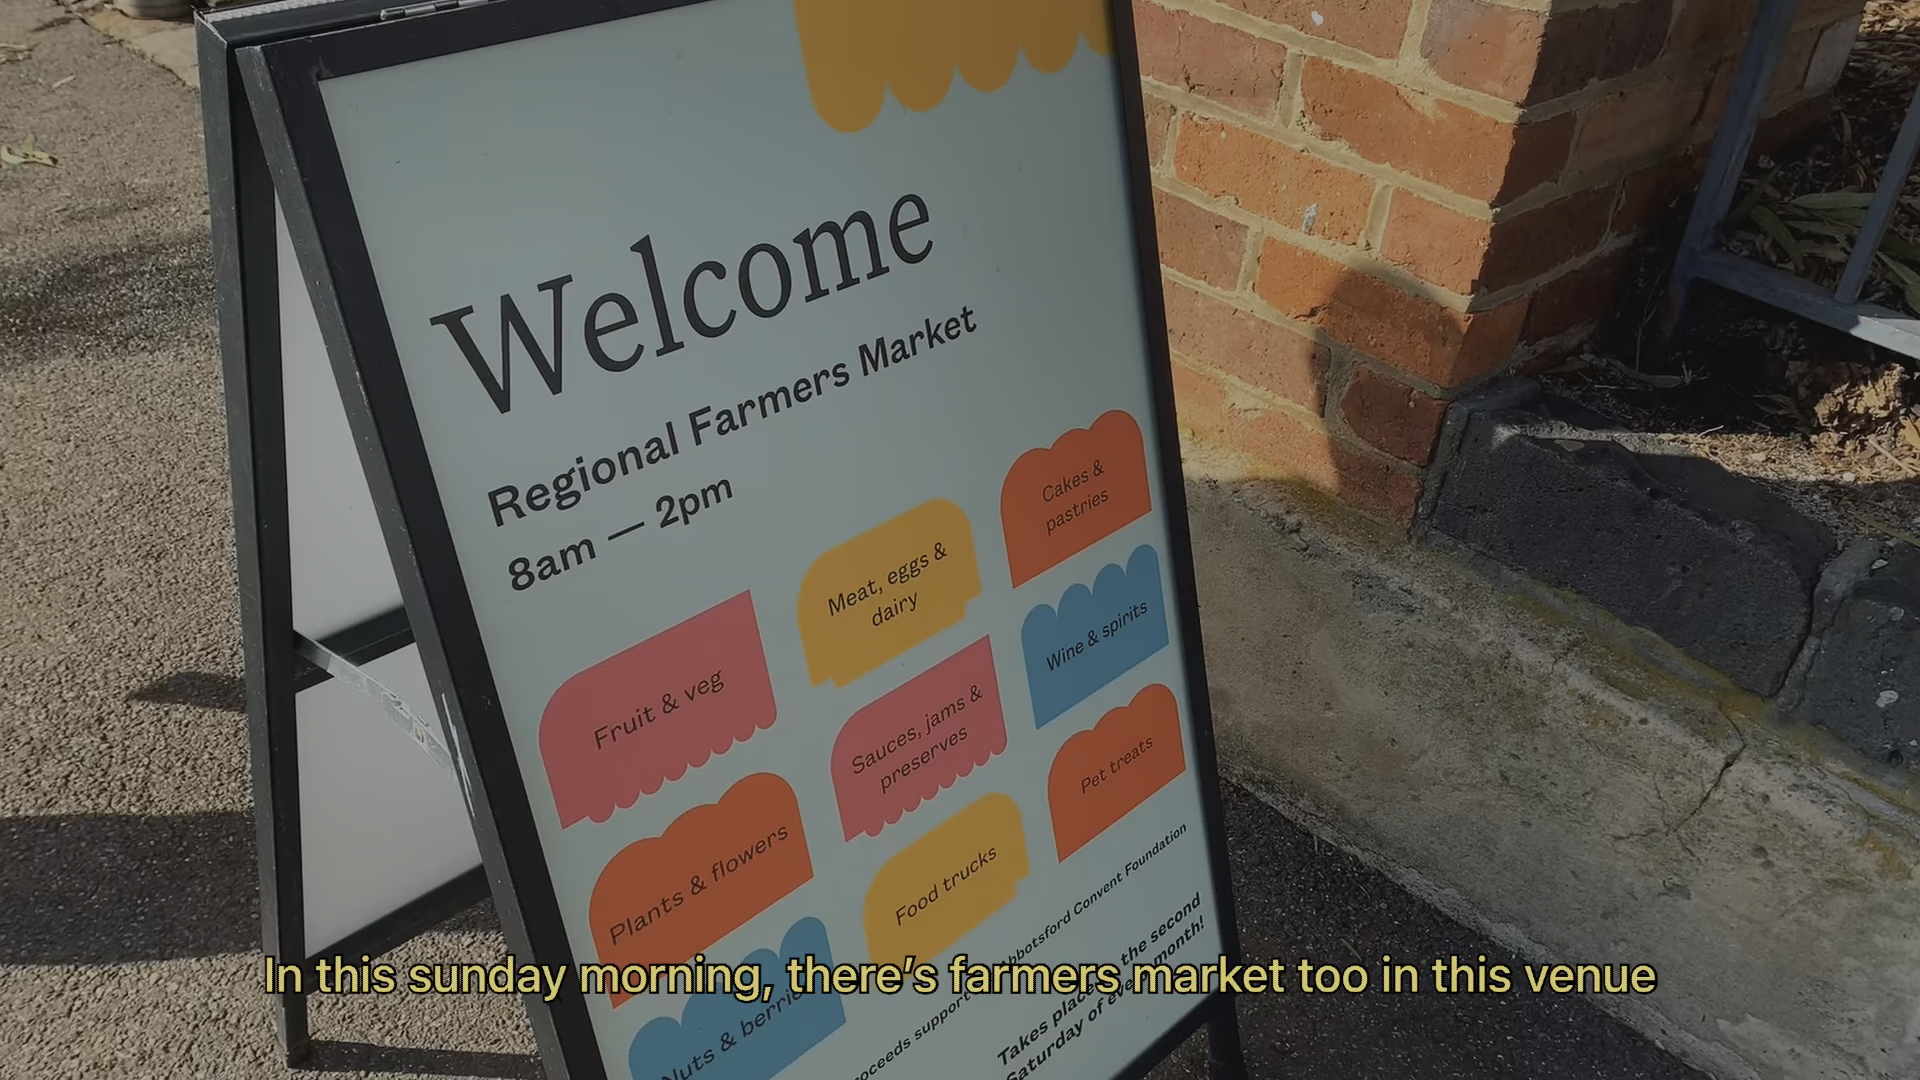 Welcome
Regional Farmers Market
8am — 2pm
Fruit & veg
Meat, eggs &
dairy
Cakes &
pastries
Plants & flowers
Sauces, jams &
preserves
Wine & spirits
Nuts & berries
Food trucks
Pet treats
Abbotsford Convent Foundation
Takes place the second
Saturday of every month!
In this sunday morning, there's farmers market too in this venue